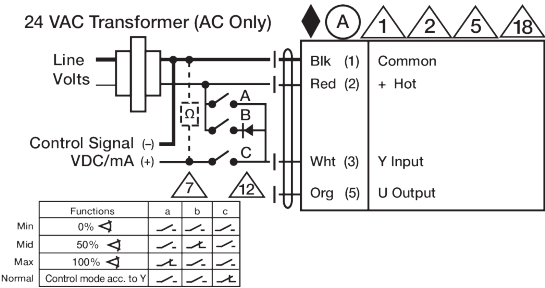 24 VAC Transformer (AC Only)
A 1 2 5 18
Line
Volts
Blk (1) Common
Red (2) + Hot
A
B
C
Ω
Control Signal (–)
VDC/mA (+)
Wht (3) Y Input
7 12
Org (5) U Output
Functions a b c
Min 0%
Mid 50%
Max 100%
Normal Control mode acc. to Y